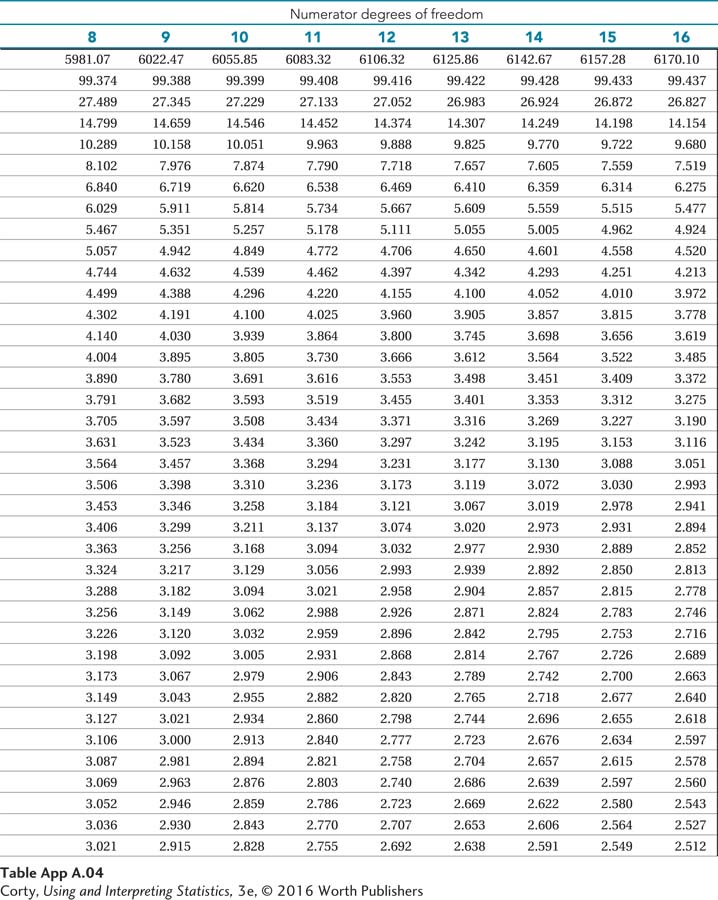 Numerator degrees of freedom
8 9 10 11 12 13 14 15 16
5981.07 6022.47 6055.85 6083.32 6106.32 6125.86 6142.67 6157.28 6170.10
99.374 99.388 99.399 99.408 99.416 99.422 99.428 99.433 99.437
27.489 27.345 27.229 27.133 27.052 26.983 26.924 26.872 26.827
14.799 14.659 14.546 14.452 14.374 14.307 14.249 14.198 14.154
10.289 10.158 10.051 9.963 9.888 9.825 9.770 9.722 9.680
8.102 7.976 7.874 7.790 7.718 7.657 7.605 7.559 7.519
6.840 6.719 6.620 6.538 6.469 6.410 6.359 6.314 6.275
6.029 5.911 5.814 5.734 5.667 5.609 5.559 5.515 5.477
5.467 5.351 5.257 5.178 5.111 5.055 5.005 4.962 4.924
5.057 4.942 4.849 4.772 4.706 4.650 4.601 4.558 4.520
4.744 4.632 4.539 4.462 4.397 4.342 4.293 4.251 4.213
4.499 4.388 4.296 4.220 4.155 4.100 4.052 4.010 3.972
4.302 4.191 4.100 4.025 3.960 3.905 3.857 3.815 3.778
4.140 4.030 3.939 3.864 3.800 3.745 3.698 3.656 3.619
4.004 3.895 3.805 3.730 3.666 3.612 3.564 3.522 3.485
3.890 3.780 3.691 3.616 3.553 3.498 3.451 3.409 3.372
3.791 3.682 3.593 3.519 3.455 3.401 3.353 3.312 3.275
3.705 3.597 3.508 3.434 3.371 3.316 3.269 3.227 3.190
3.631 3.523 3.434 3.360 3.297 3.242 3.195 3.153 3.116
3.564 3.457 3.368 3.294 3.231 3.177 3.130 3.088 3.051
3.506 3.398 3.310 3.236 3.173 3.119 3.072 3.030 2.993
3.453 3.346 3.258 3.184 3.121 3.067 3.019 2.978 2.941
3.406 3.299 3.211 3.137 3.074 3.020 2.973 2.931 2.894
3.363 3.256 3.168 3.094 3.032 2.977 2.930 2.889 2.852
3.324 3.217 3.129 3.056 2.993 2.939 2.892 2.850 2.813
3.288 3.182 3.094 3.021 2.958 2.904 2.857 2.815 2.778
3.256 3.149 3.062 2.988 2.926 2.871 2.824 2.783 2.746
3.226 3.120 3.032 2.959 2.896 2.842 2.795 2.753 2.716
3.198 3.092 3.005 2.931 2.868 2.814 2.767 2.726 2.689
3.173 3.067 2.979 2.906 2.843 2.789 2.742 2.700 2.663
3.149 3.043 2.955 2.882 2.820 2.765 2.718 2.677 2.640
3.127 3.021 2.934 2.860 2.798 2.744 2.696 2.655 2.618
3.106 3.000 2.913 2.840 2.777 2.723 2.676 2.634 2.597
3.087 2.981 2.894 2.821 2.758 2.704 2.657 2.615 2.578
3.069 2.963 2.876 2.803 2.740 2.686 2.639 2.597 2.560
3.052 2.946 2.859 2.786 2.723 2.669 2.622 2.580 2.543
3.036 2.930 2.843 2.770 2.707 2.653 2.606 2.564 2.527
3.021 2.915 2.828 2.755 2.692 2.638 2.591 2.549 2.512
Table App A.04
Corty, Using and Interpreting Statistics, 3e, © 2016 Worth Publishers